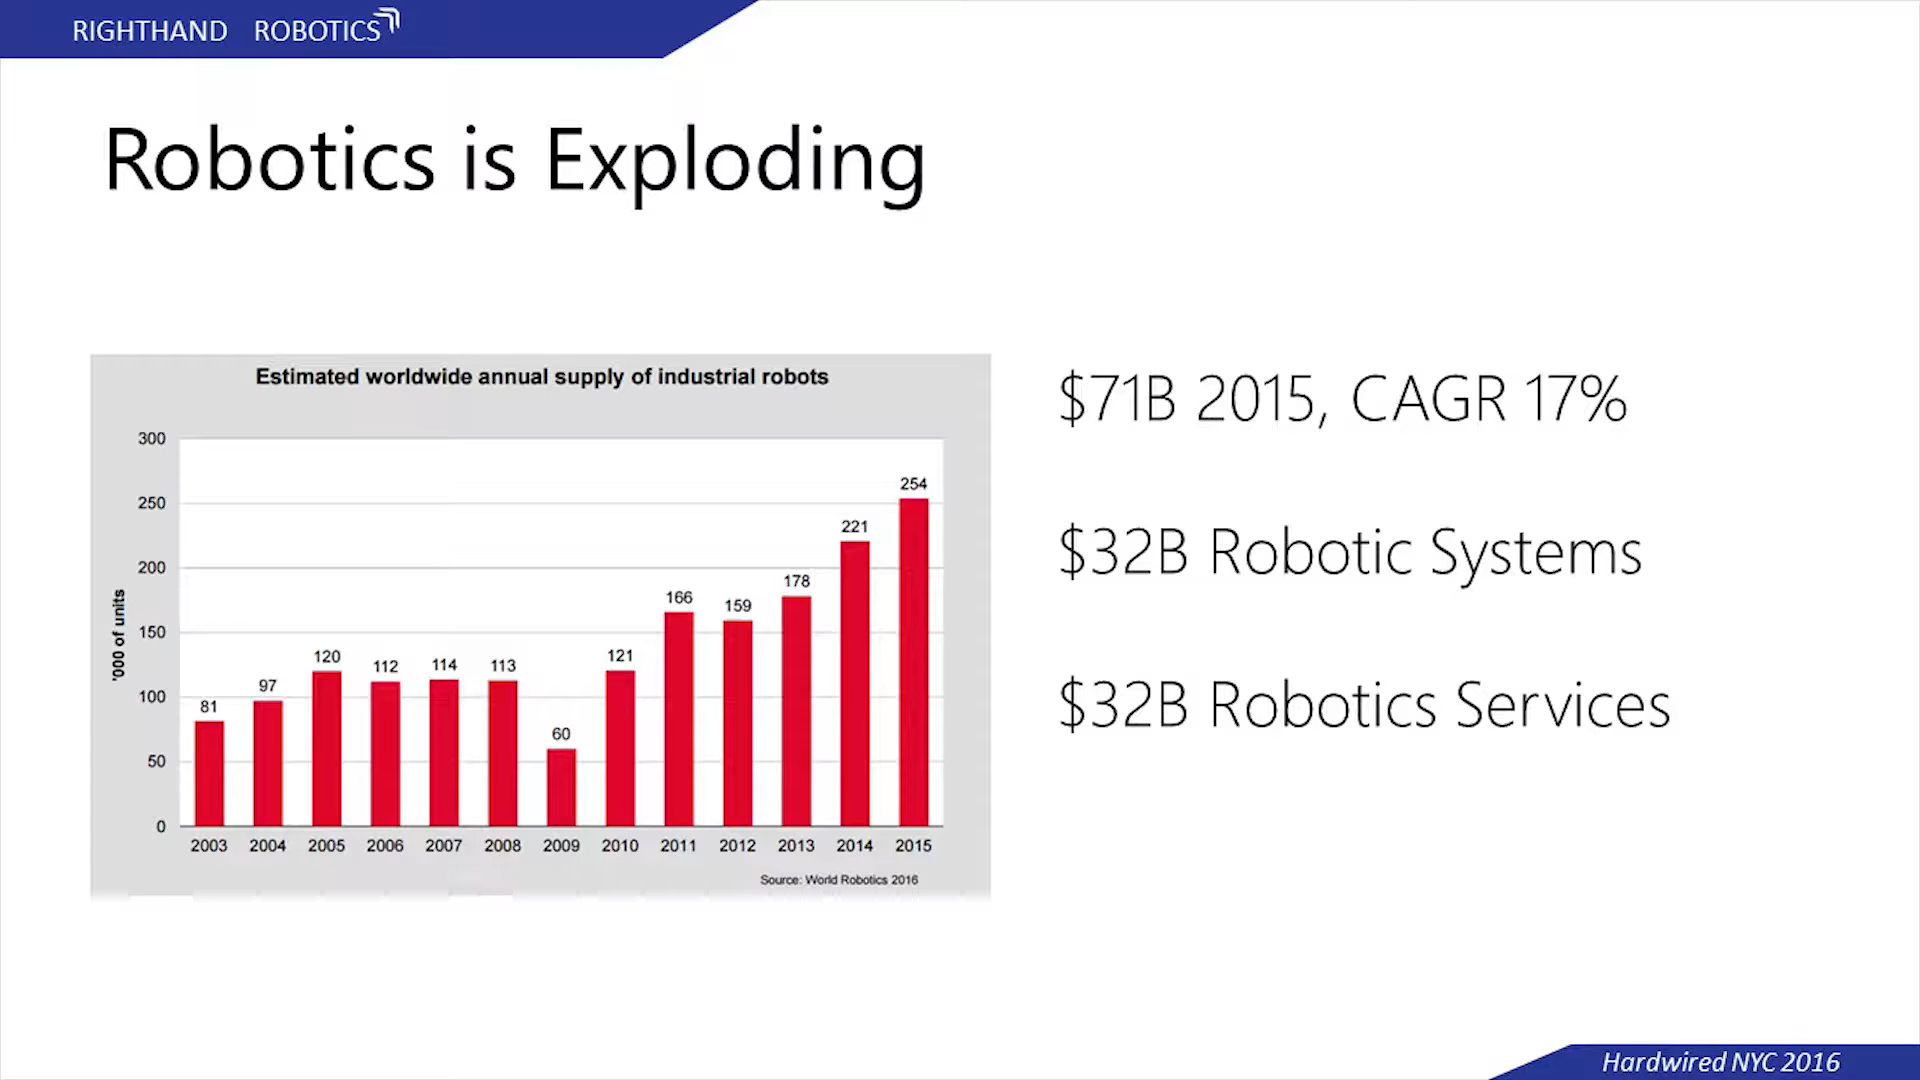 RIGHTHAND ROBOTICS
Robotics is Exploding
Estimated worldwide annual supply of industrial robots
'000 of units
300
250
200
150
100
50
0
81
97
120
112
114
113
60
121
166
159
178
221
254
2003 2004 2005 2006 2007 2008 2009 2010 2011 2012 2013 2014 2015
Source: World Robotics 2016
$71B 2015, CAGR 17%
$32B Robotic Systems
$32B Robotics Services
Hardwired NYC 2016